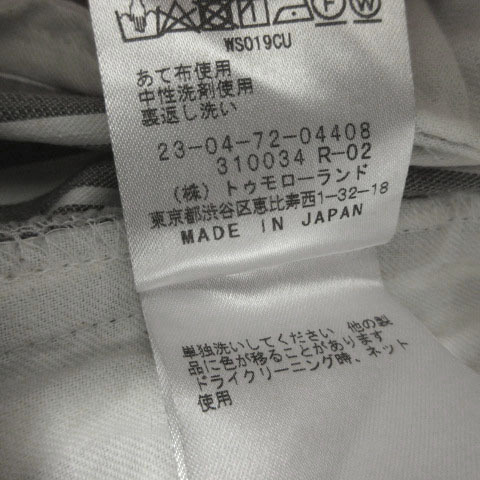 WS019CU
あて布使用
中性洗剤使用
裏返し洗い
23-04-72-04408
310034 R-02
(株) トゥモローランド
東京都渋谷区恵比寿西1-32-18
MADE IN JAPAN
単独洗いしてください 他の製
品に色が移ることがあります
ドライクリーニング時、ネット
使用